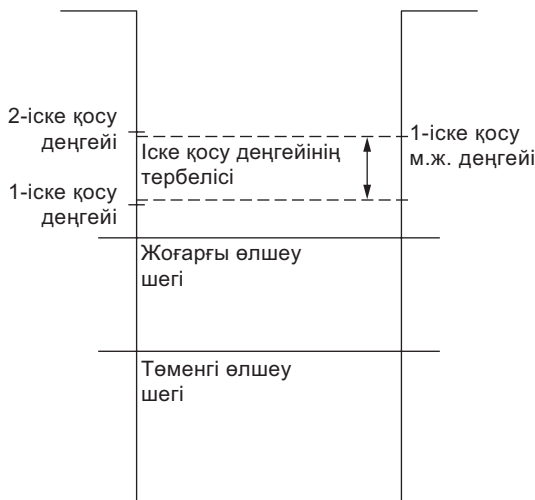 2-іске қосу
деңгейі
1-іске қосу
м.ж. деңгейі
Іске қосу деңгейінің
тербелісі
1-іске қосу
деңгейі
Жоғарғы өлшеу
шегі
Төменгі өлшеу
шегі